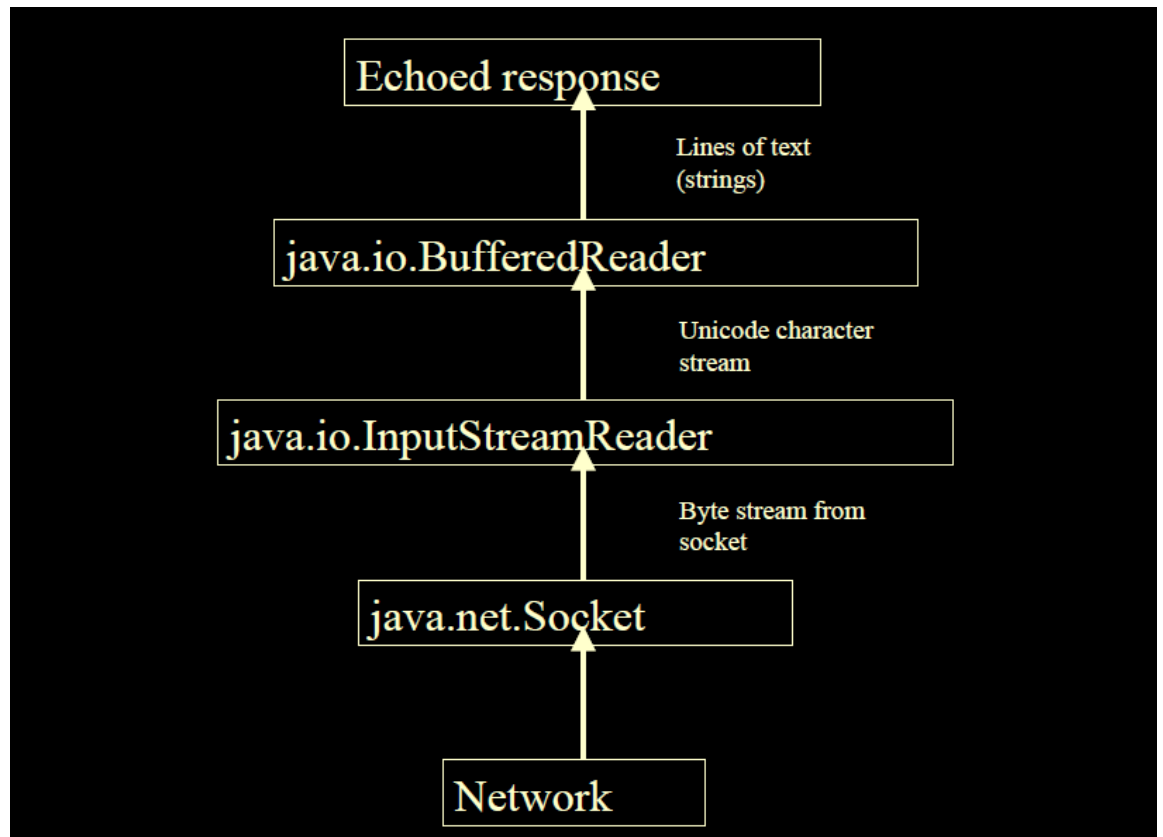 Echoed response
Lines of text
(strings)
java.io.BufferedReader
Unicode character
stream
java.io.InputStreamReader
Byte stream from
socket
java.net.Socket
Network